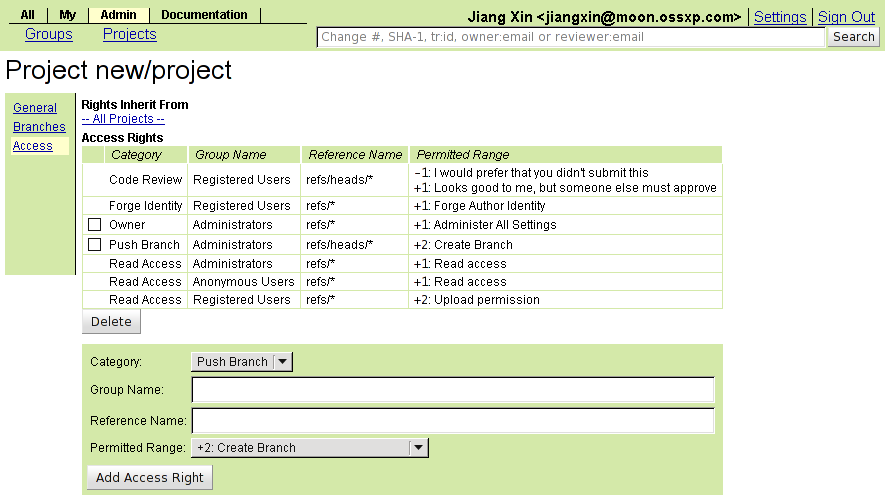 All My Admin Documentation
Jiang Xin <jiangxin@moon.ossxp.com> Settings Sign Out
Groups Projects
Change #, SHA-1, tr:id, owner:email or reviewer:email Search
Project new/project
General
Branches
Access
Rights Inherit From
-- All Projects --
Access Rights
Category Group Name Reference Name Permitted Range
Code Review Registered Users refs/heads/* -1: I would prefer that you didn't submit this
+1: Looks good to me, but someone else must approve
Forge Identity Registered Users refs/* +1: Forge Author Identity
Owner Administrators refs/* +1: Administer All Settings
Push Branch Administrators refs/heads/* +2: Create Branch
Read Access Administrators refs/* +1: Read access
Read Access Anonymous Users refs/* +1: Read access
Read Access Registered Users refs/* +2: Upload permission
Delete
Category: Push Branch
Group Name:
Reference Name:
Permitted Range: +2: Create Branch
Add Access Right